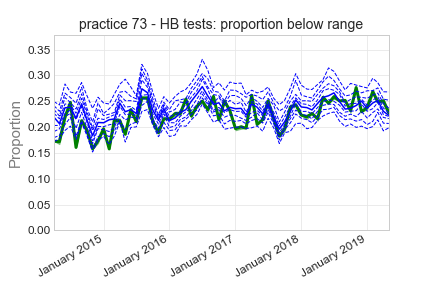 practice 73 - HB tests: proportion below range
Proportion
0.35
0.30
0.25
0.20
0.15
0.10
0.05
0.00
January 2015
January 2016
January 2017
January 2018
January 2019